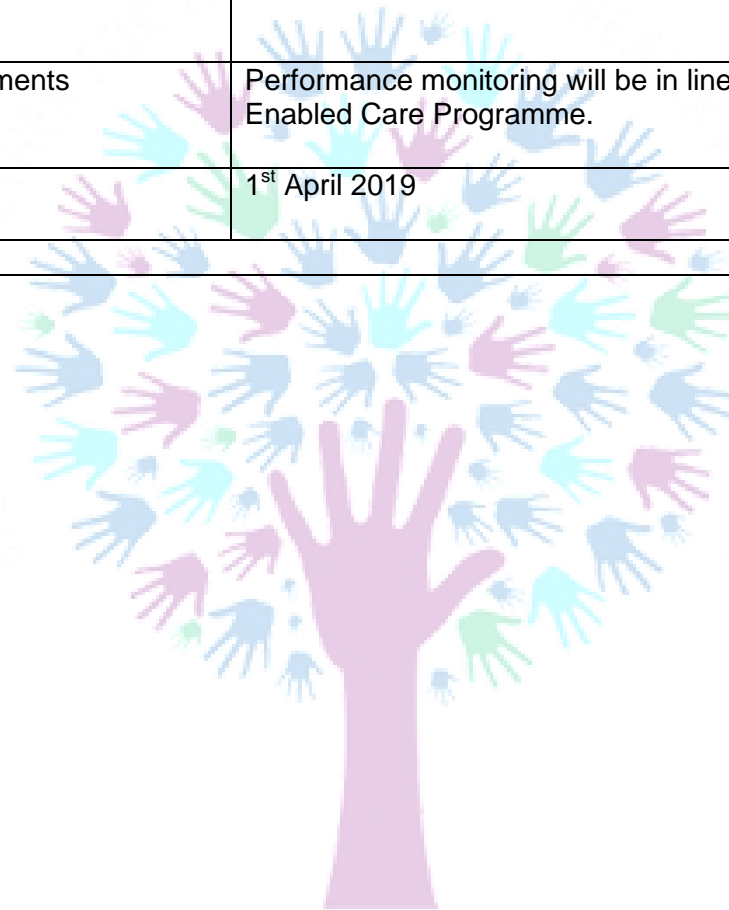 ments
Performance monitoring will be in line
Enabled Care Programme.
1st April 2019